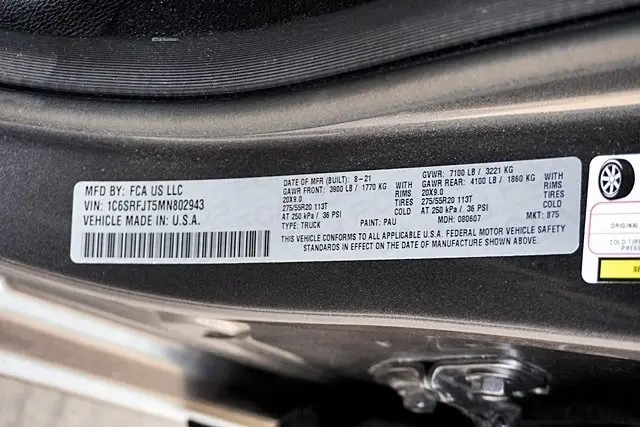 MFD BY: FCA US LLC
VIN: 1C6SRFJT5MN802943
VEHICLE MADE IN U.S.A.
DATE OF MFR (BUILT): 8-21
GAWR FRONT: 3900 LB / 1770 KG WITH
20X9.0 RIMS
275/55R20 113T TIRES
AT 250 kPa / 36 PSI
TYPE: TRUCK PAINT: PAU
GVWR: 7100 LB / 3221 KG
GAWR REAR: 4100 LB / 1860 KG WITH
20X9.0 RIMS
275/55R20 113T TIRES
AT 250 kPa / 36 PSI
MDH: 080607 MKT: 875
THIS VEHICLE CONFORMS TO ALL APPLICABLE U.S.A. FEDERAL MOTOR VEHICLE SAFETY
STANDARDS IN EFFECT ON THE DATE OF MANUFACTURE SHOWN ABOVE.
ORIGINAL
COLD TIRE
PRESS
SE